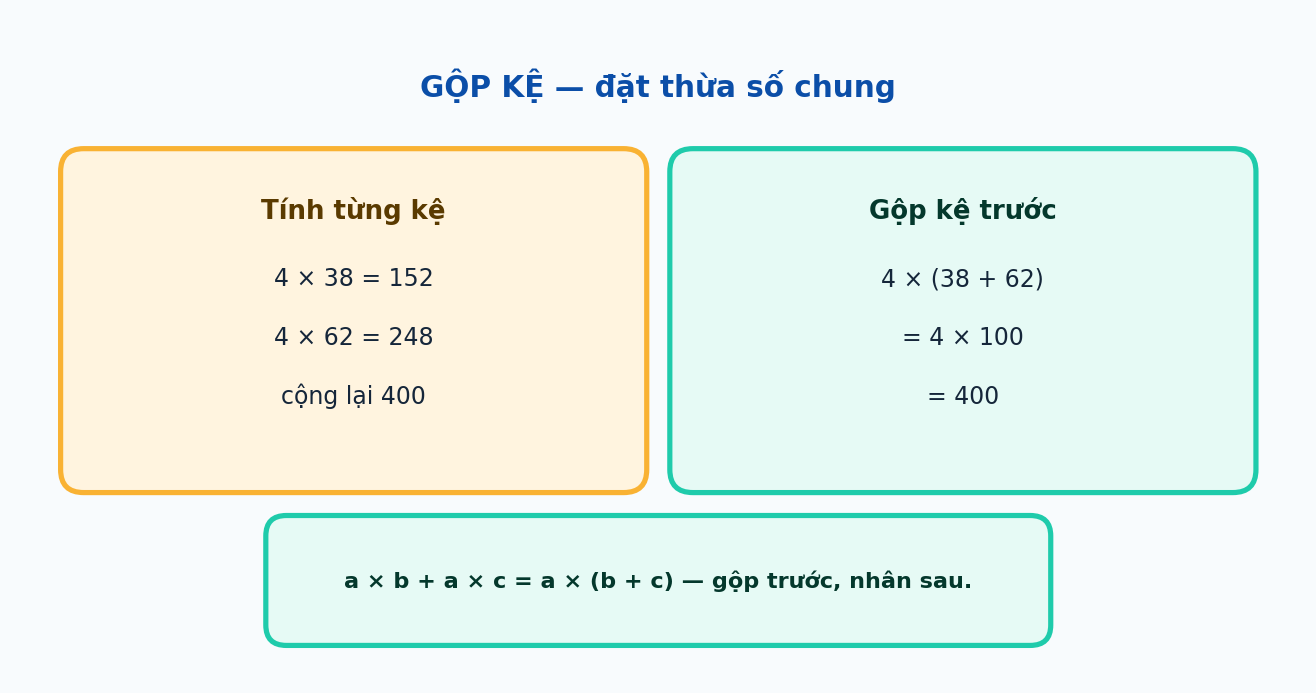 GỘP KỆ — đặt thừa số chung
Tính từng kệ
4 × 38 = 152
4 × 62 = 248
cộng lại 400
Gộp kệ trước
4 × (38 + 62)
= 4 × 100
= 400
a × b + a × c = a × (b + c) — gộp trước, nhân sau.